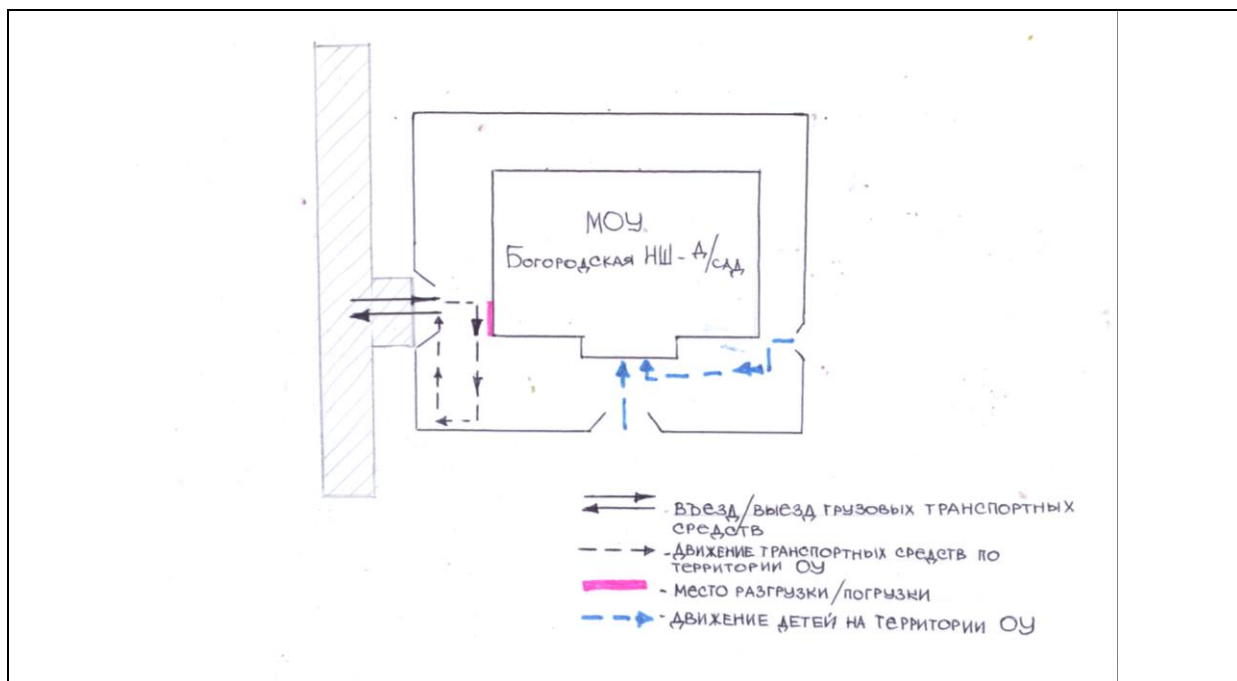 МОУ
Богородская НШ - д/сад
- въезд/выезд грузовых транспортных
средств
- движение транспортных средств по
территории ОУ
- место разгрузки/погрузки
- движение детей на территории ОУ